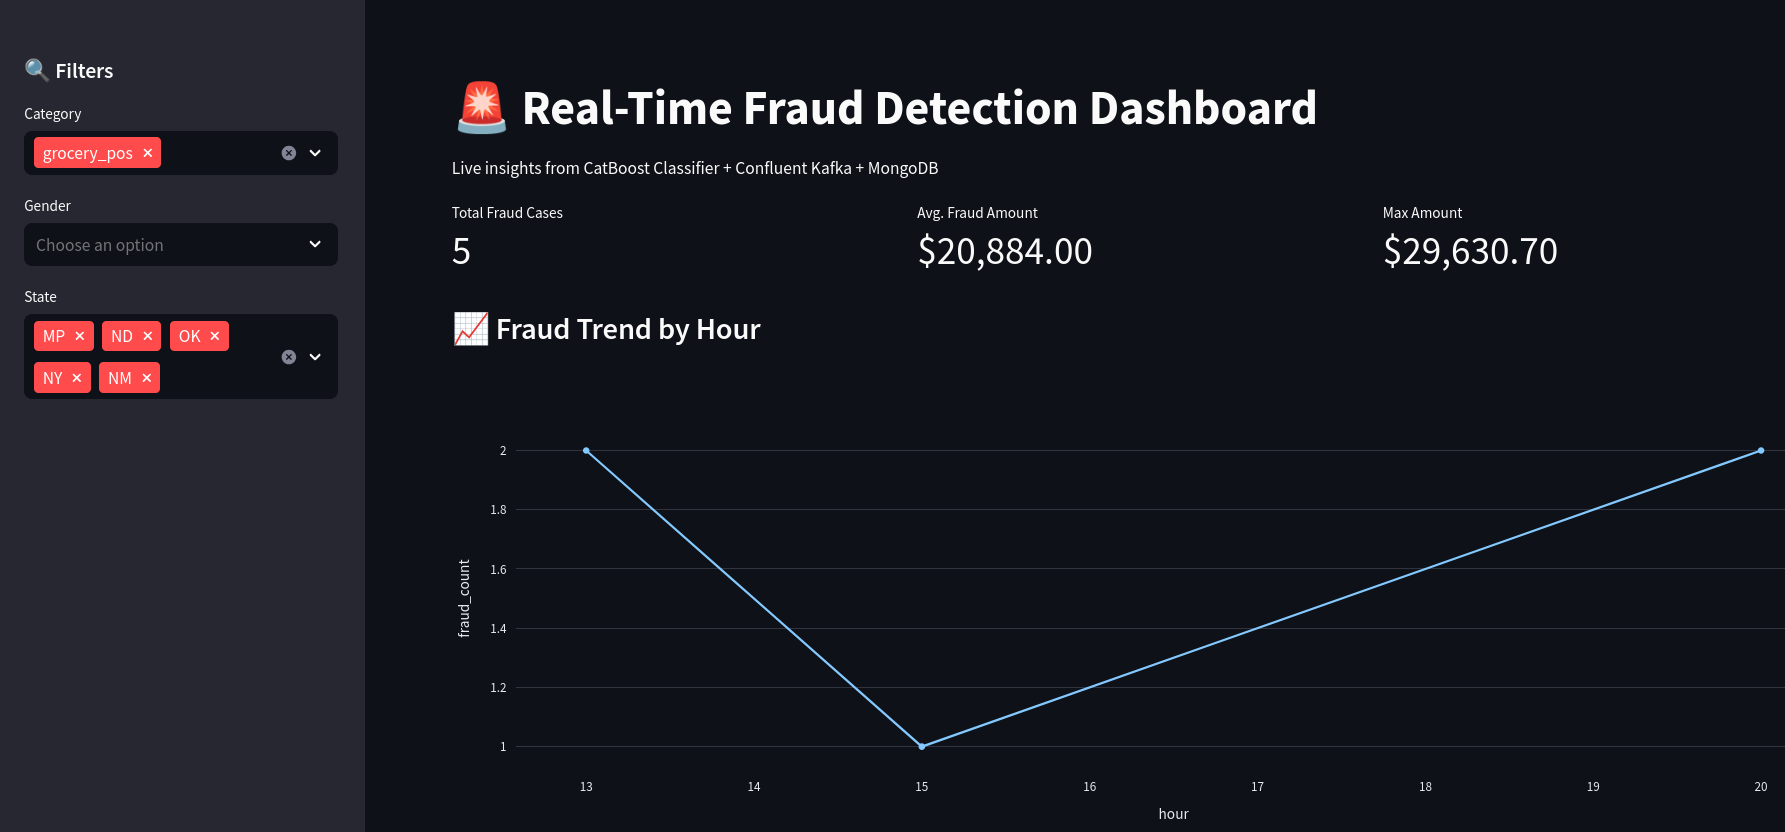 Filters
Category
grocery_pos
Gender
Choose an option
State
MP ND OK
NY NM
Real-Time Fraud Detection Dashboard
Live insights from CatBoost Classifier + Confluent Kafka + MongoDB
Total Fraud Cases
5
Avg. Fraud Amount
$20,884.00
Max Amount
$29,630.70
Fraud Trend by Hour
fraud_count
2
1.8
1.6
1.4
1.2
1
13 14 15 16 17 18 19 20
hour